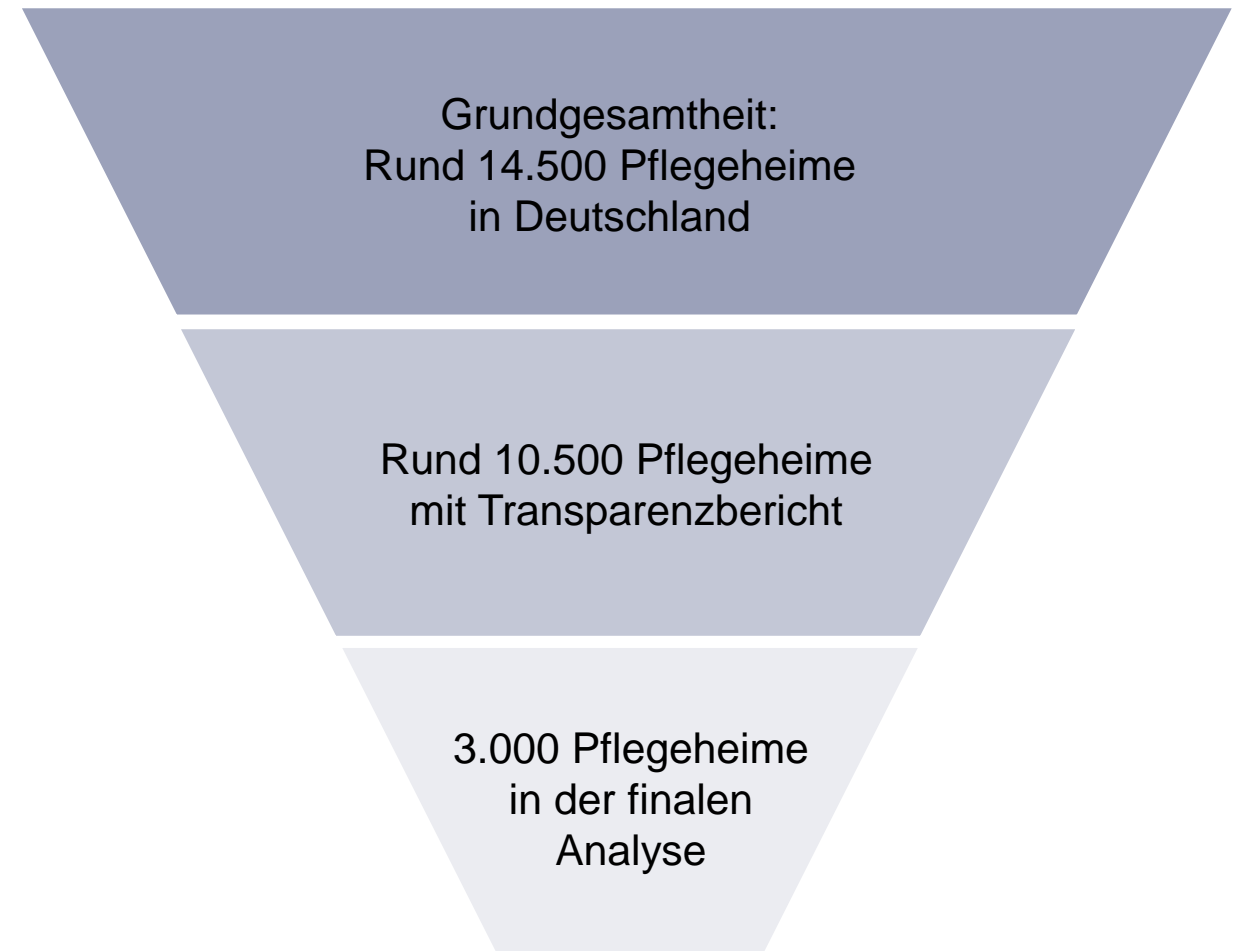 Grundgesamtheit:
Rund 14.500 Pflegeheime
in Deutschland
Rund 10.500 Pflegeheime
mit Transparenzbericht
3.000 Pflegeheime
in der finalen
Analyse